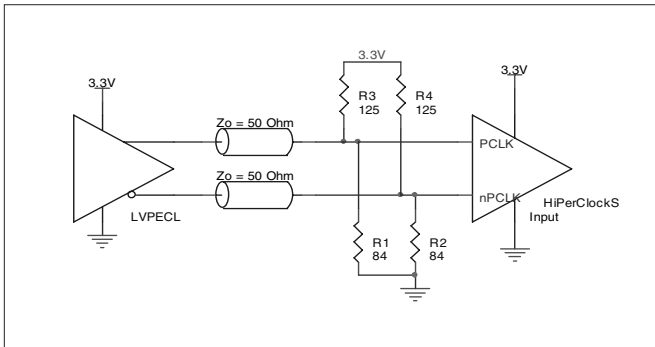 3.3V
3.3V
3.3V
R3
125
R4
125
Zo = 50 Ohm
PCLK
Zo = 50 Ohm
nPCLK
HiPerClockS
Input
LVPECL
R1
84
R2
84